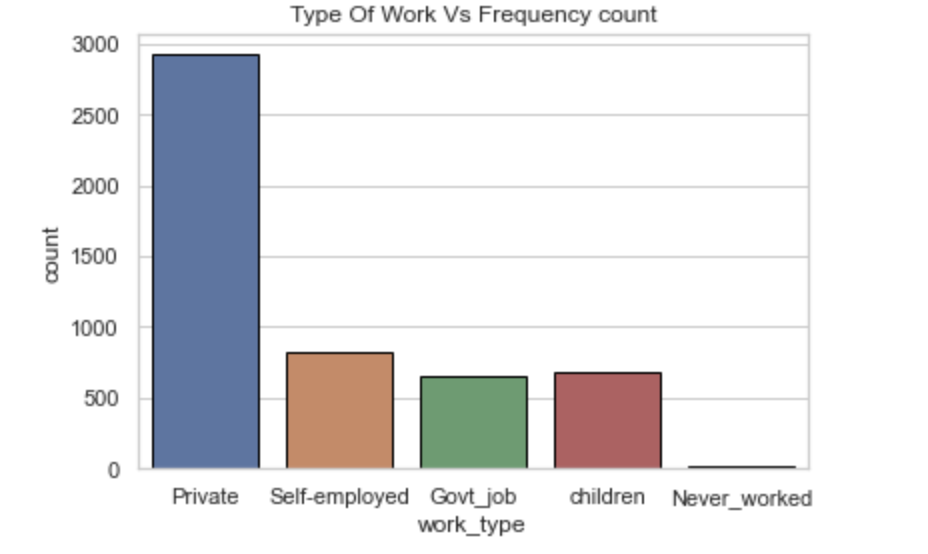 Type Of Work Vs Frequency count
3000
2500
2000
1500
1000
500
0
count
Private Self-employed Govt_job children Never_worked
work_type